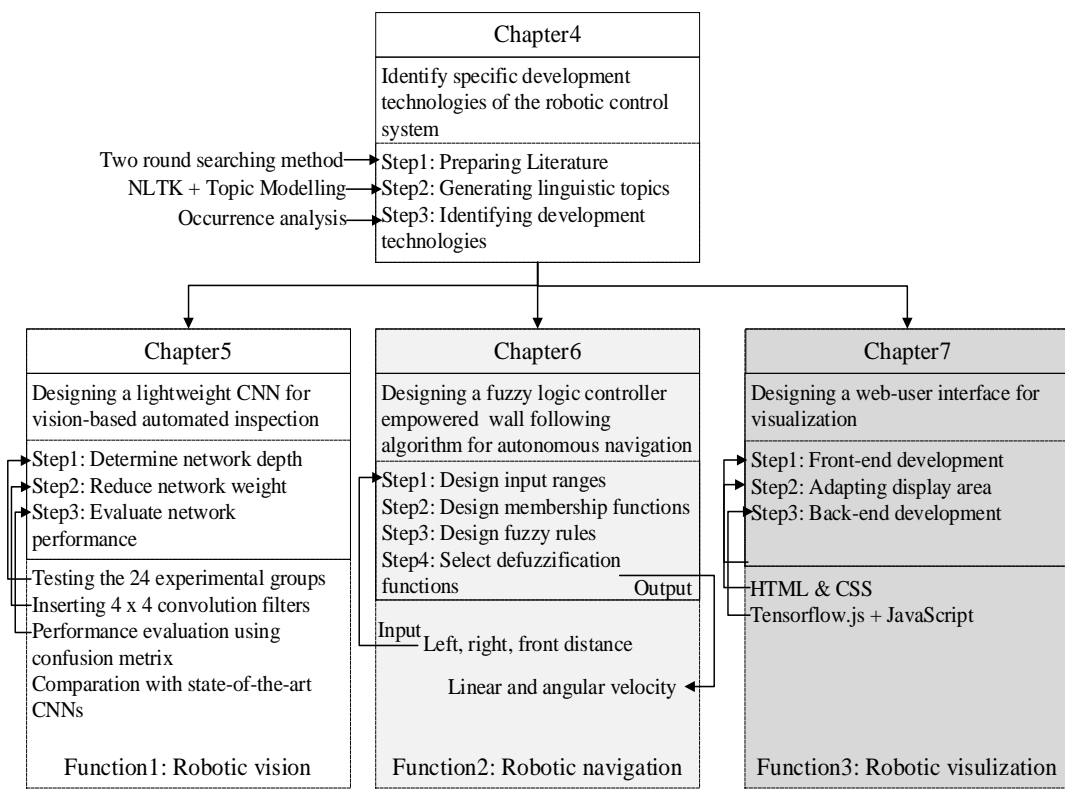 Chapter4
Identify specific development
technologies of the robotic control
system
Two round searching method
NLTK + Topic Modelling
Occurrence analysis
Step1: Preparing Literature
Step2: Generating linguistic topics
Step3: Identifying development
technologies
Chapter5
Designing a lightweight CNN for
vision-based automated inspection
Step1: Determine network depth
Step2: Reduce network weight
Step3: Evaluate network
performance
Testing the 24 experimental groups
Inserting 4 x 4 convolution filters
Performance evaluation using
confusion metrix
Comparation with state-of-the-art
CNNs
Function1: Robotic vision
Chapter6
Designing a fuzzy logic controller
empowered wall following
algorithm for autonomous navigation
Step1: Design input ranges
Step2: Design membership functions
Step3: Design fuzzy rules
Step4: Select defuzzification
functions
Output
Input
Left, right, front distance
Linear and angular velocity
Function2: Robotic navigation
Chapter7
Designing a web-user interface for
visualization
Step1: Front-end development
Step2: Adapting display area
Step3: Back-end development
HTML & CSS
Tensorflow.js + JavaScript
Function3: Robotic visulization